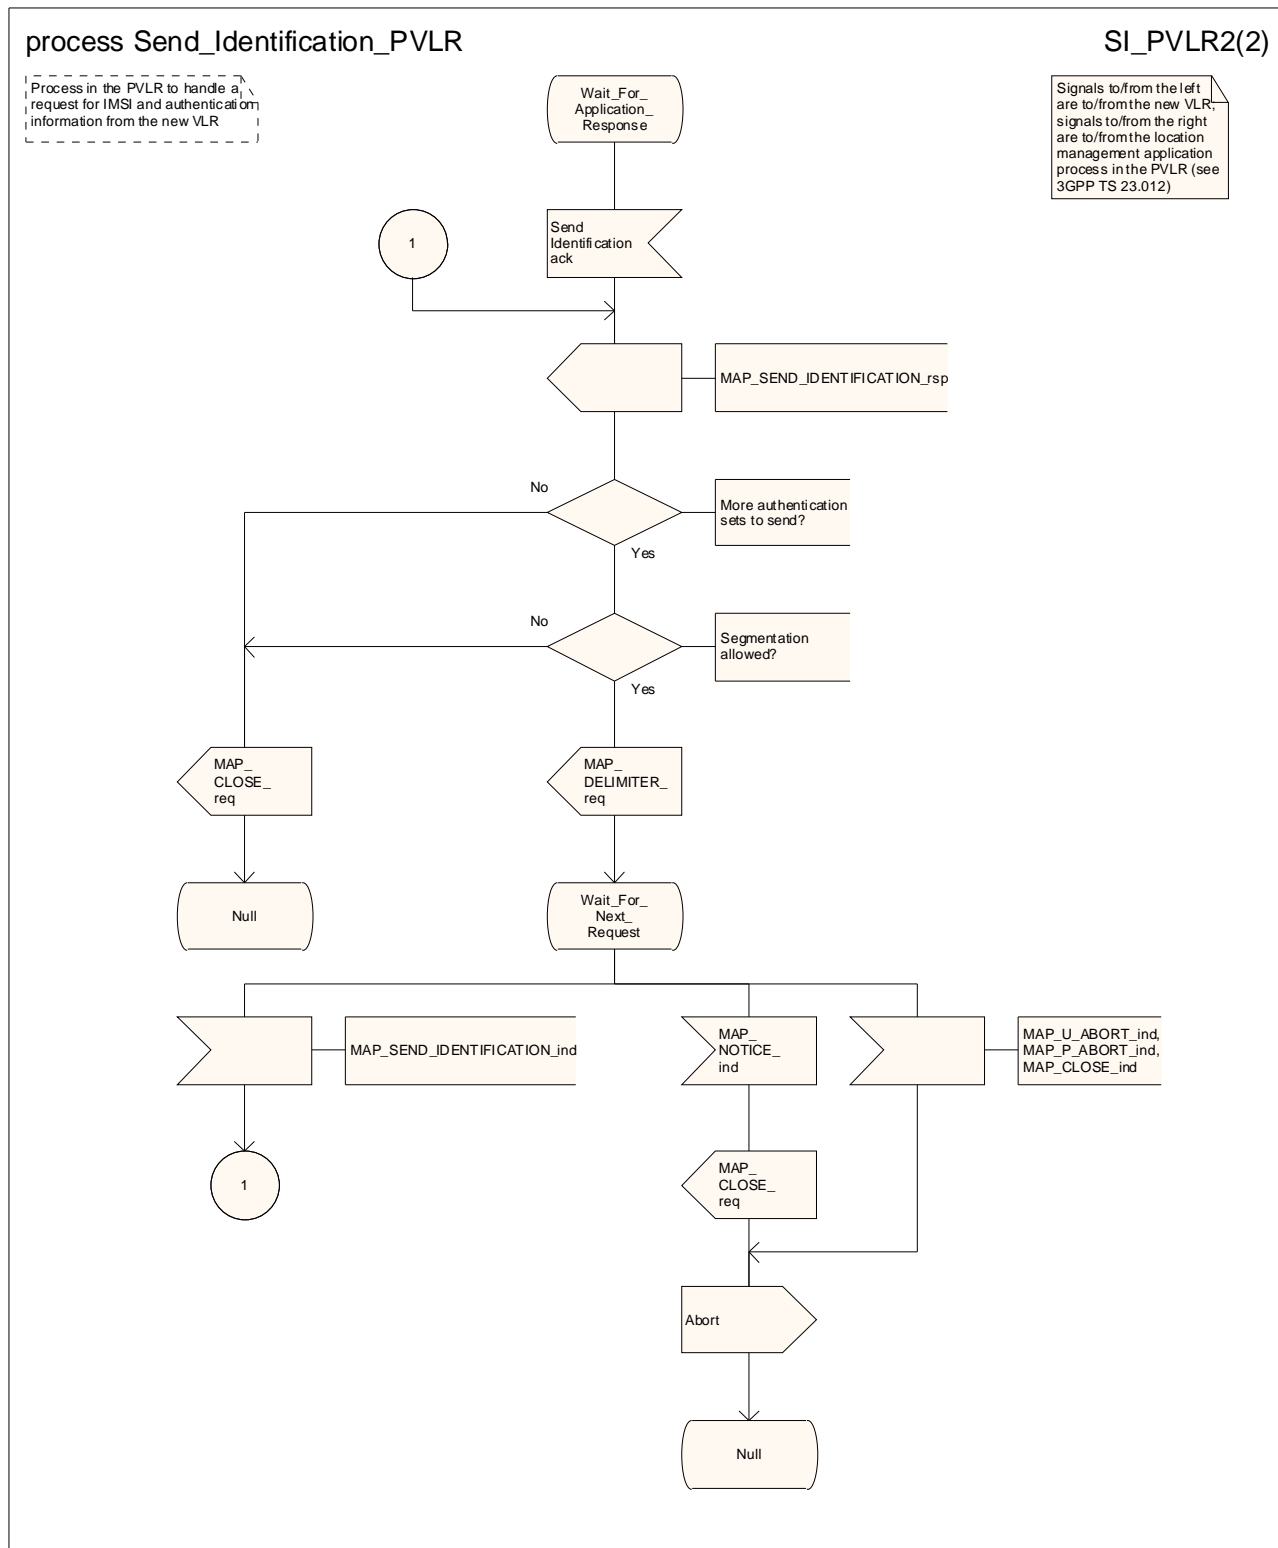 process Send_Identification_PVLR
SI_PVLR2(2)
Process in the PVLR to handle a
request for IMSI and authentication
information from the new VLR
Wait_For_
Application_
Response
Signals to/from the left
are to/from the new VLR;
signals to/from the right
are to/from the location
management application
process in the PVLR (see
3GPP TS 23.012)
1
Send
Identification
ack
MAP_SEND_IDENTIFICATION_rsp
No
More authentication
sets to send?
Yes
No
Segmentation
allowed?
Yes
MAP_
CLOSE_
req
MAP_
DELIMITER_
req
Null
Wait_For_
Next_
Request
MAP_SEND_IDENTIFICATION_ind
MAP_
NOTICE_
ind
MAP_U_ABORT_ind,
MAP_P_ABORT_ind,
MAP_CLOSE_ind
1
MAP_
CLOSE_
req
Abort
Null